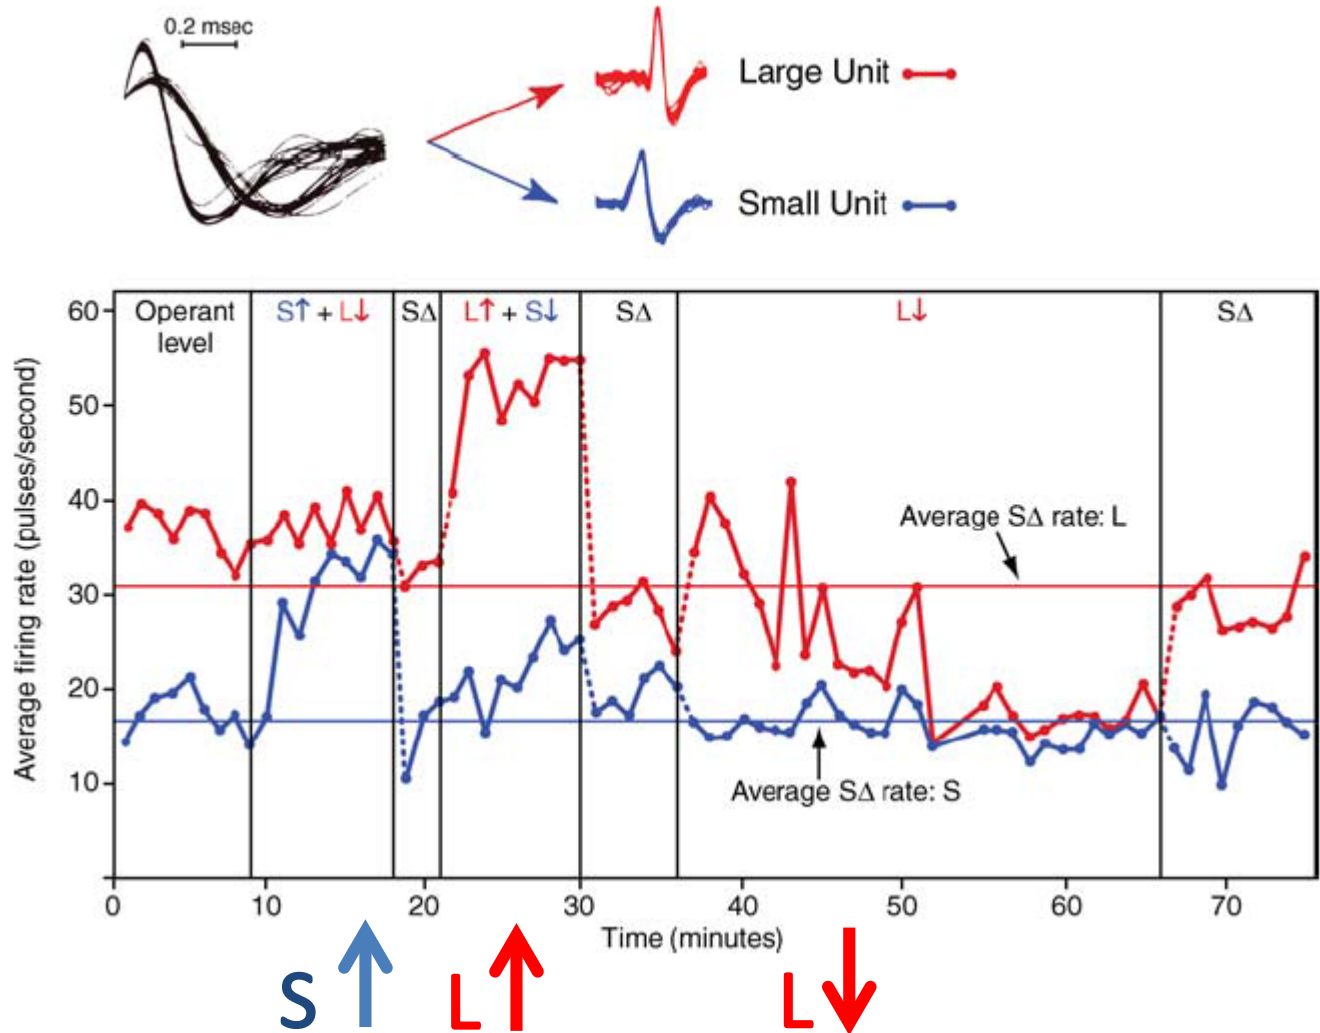 0.2 msec
Large Unit
Small Unit
Operant
level
S↑ + L↓
SΔ
L↑ + S↓
SΔ
L↓
SΔ
60
50
40
30
20
10
Average firing rate (pulses/second)
Average SΔ rate: L
Average SΔ rate: S
0 10 20 30 40 50 60 70
Time (minutes)
S ↑ L ↑ L ↓